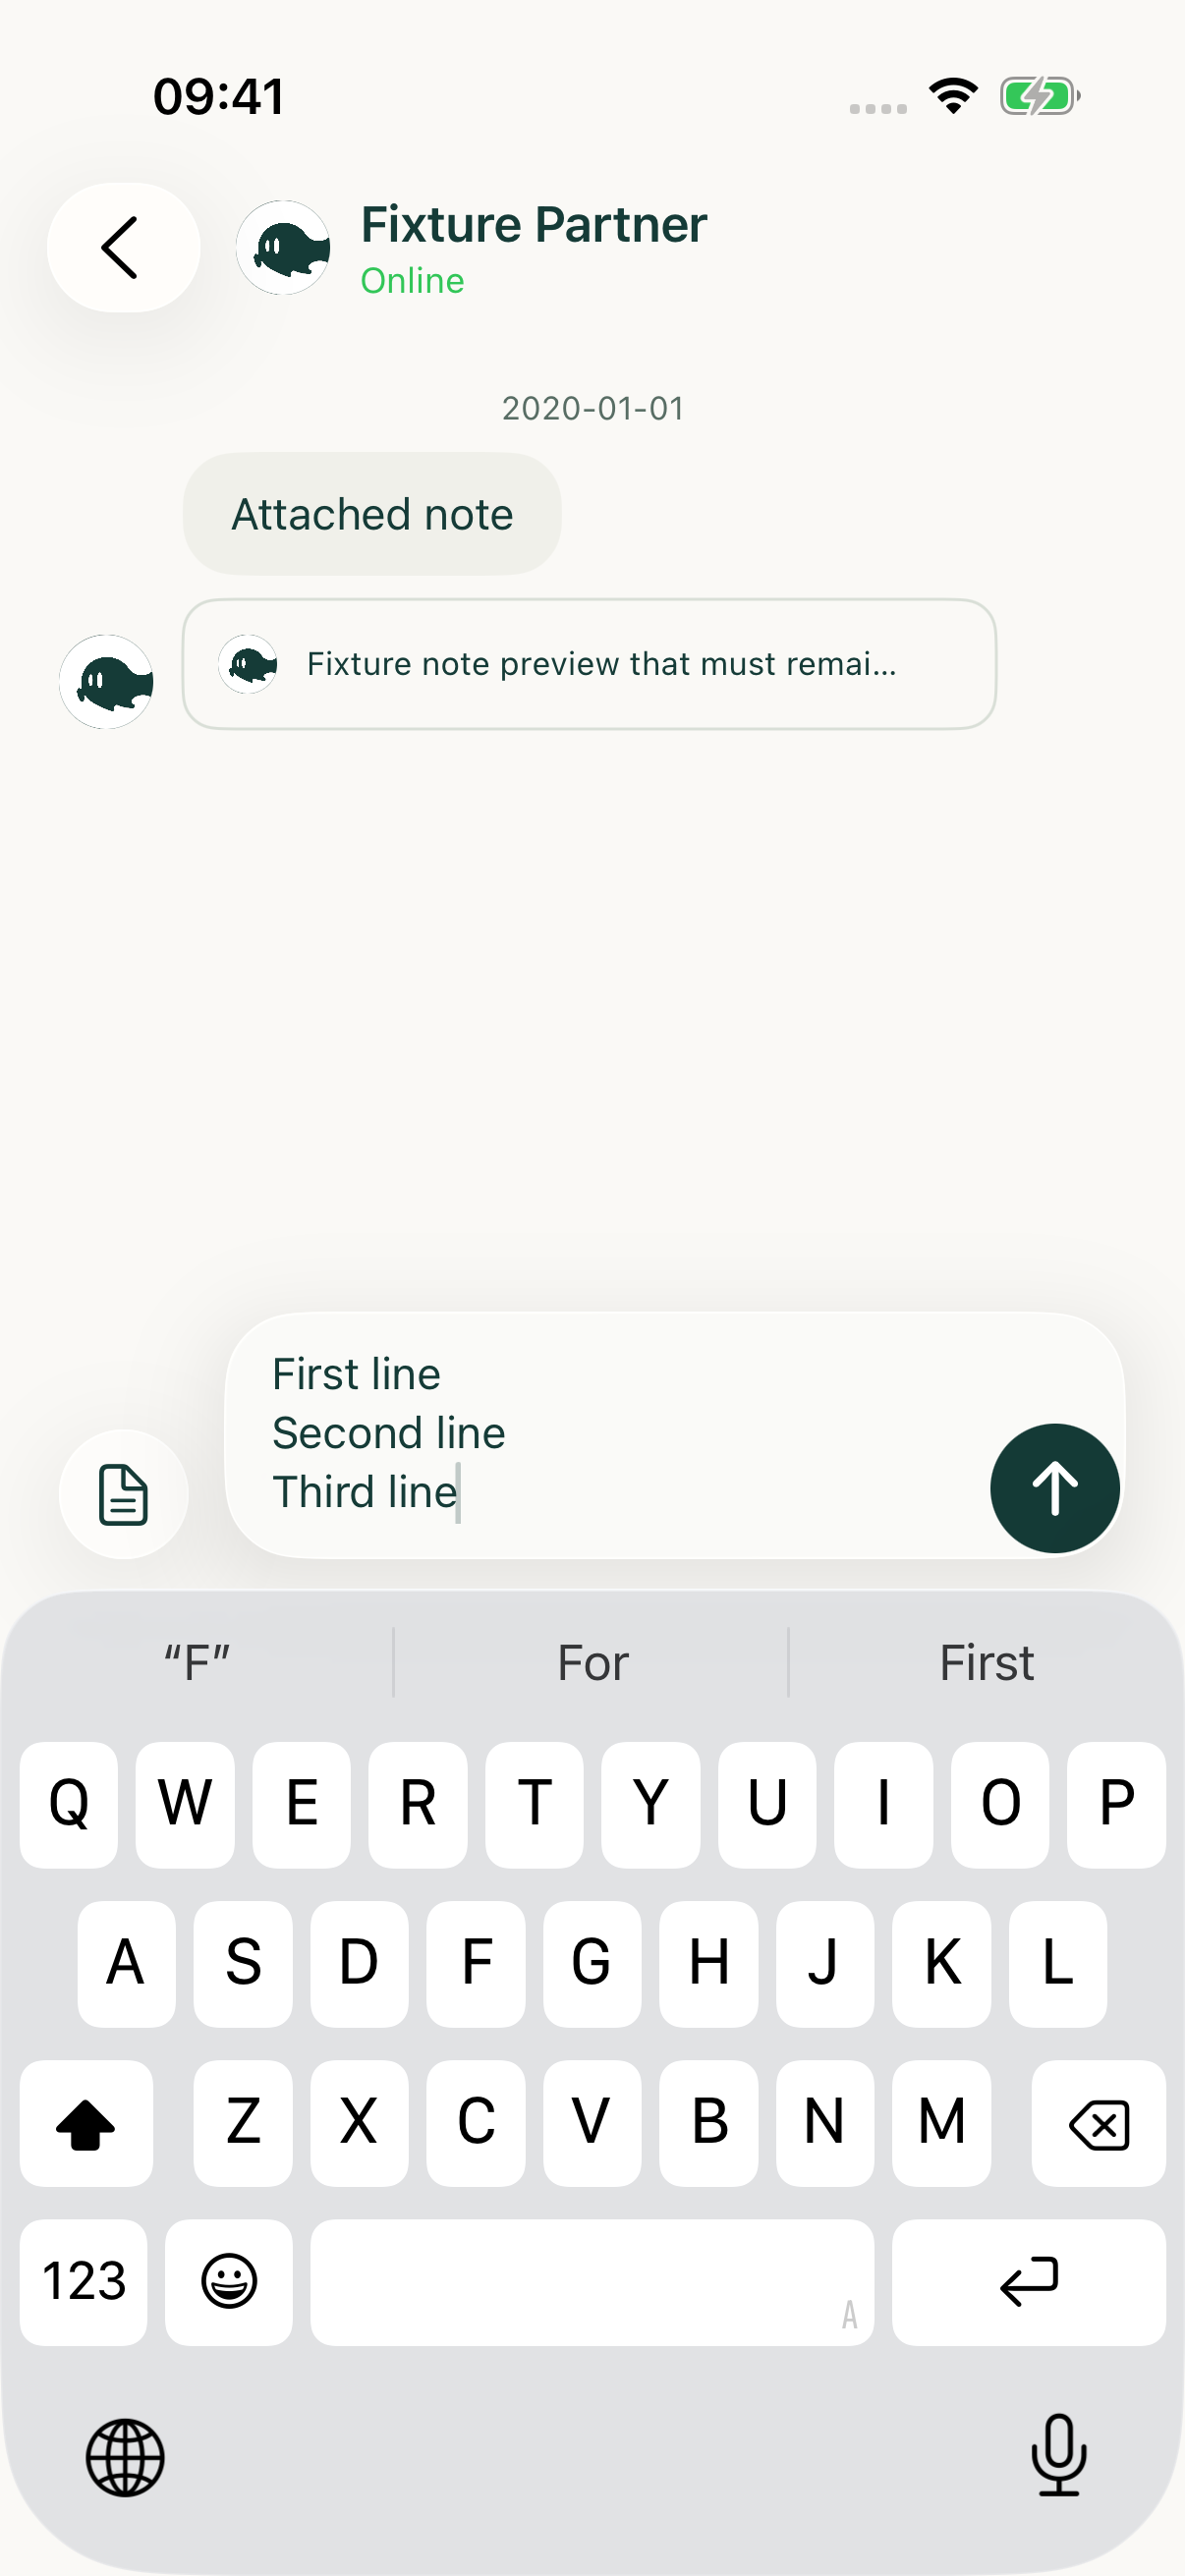 09:41
Fixture Partner
Online
2020-01-01
Attached note
Fixture note preview that must remai...
First line
Second line
Third line
“F” For First
Q W E R T Y U I O P
A S D F G H J K L
Z X C V B N M
123
A